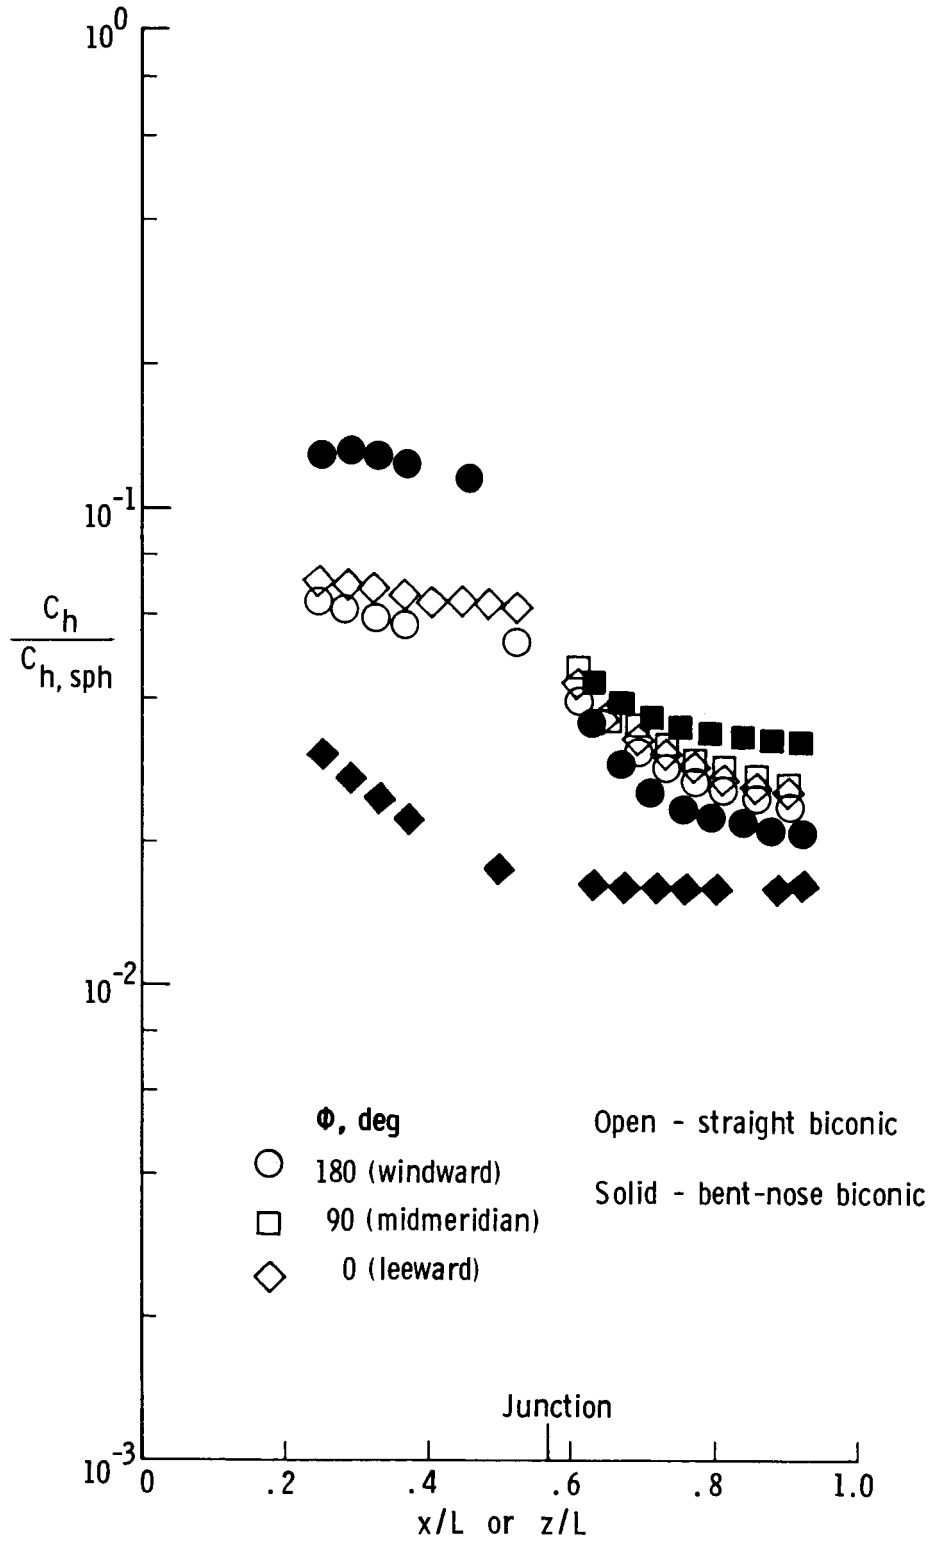 10^0
10^-1
C_h
C_h, sph
10^-2
Φ, deg
Open - straight biconic
180 (windward)
Solid - bent-nose biconic
90 (midmeridian)
0 (leeward)
Junction
10^-3
0 .2 .4 .6 .8 1.0
x/L or z/L